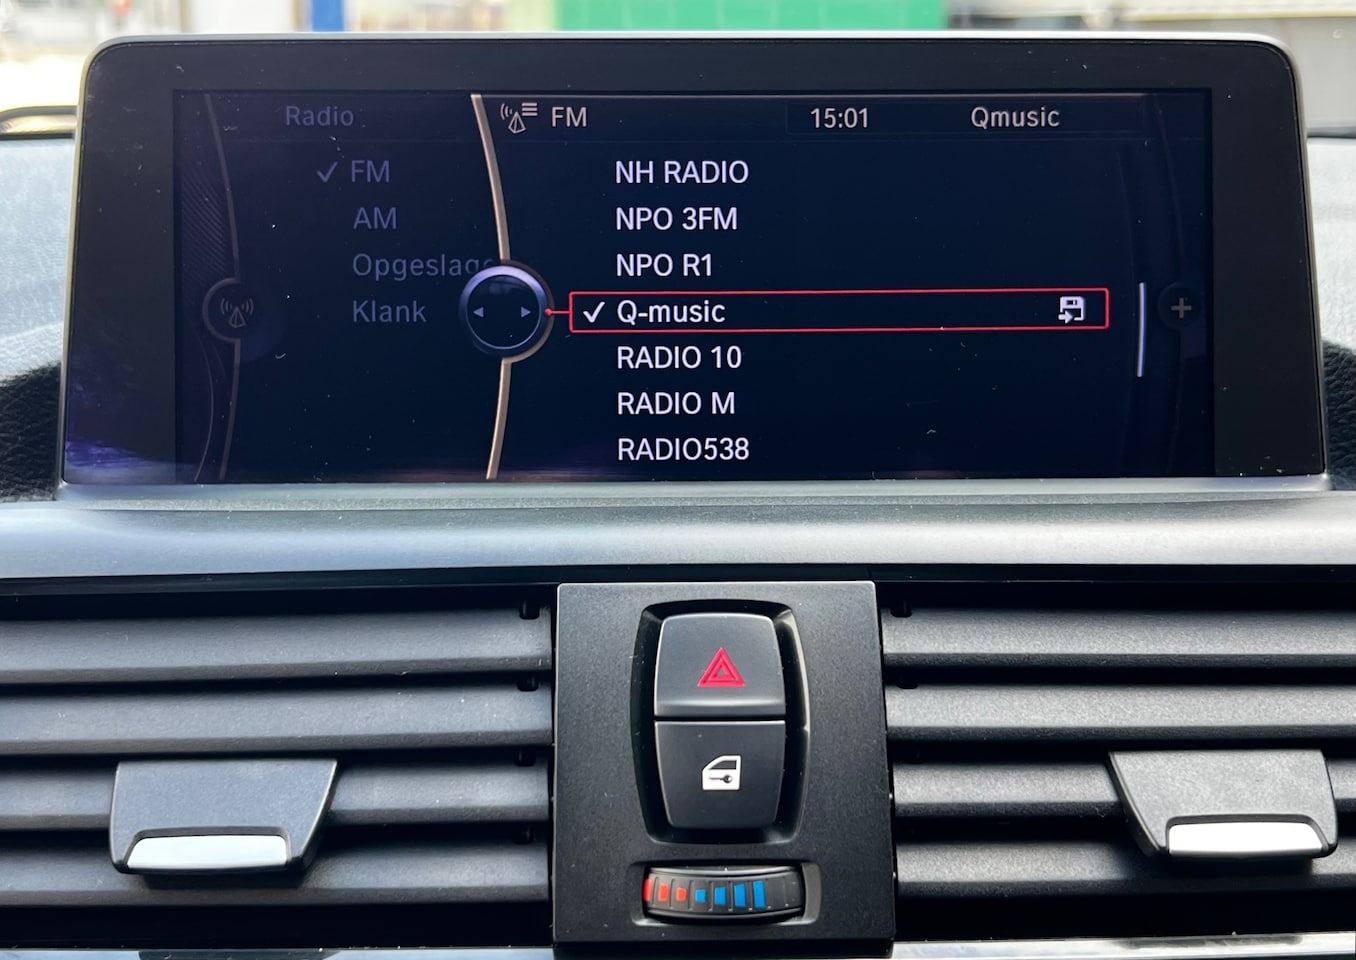 Radio
FM 15:01 Qmusic
FM
AM
Opgeslage
Klank
NH RADIO
NPO 3FM
NPO R1
Q-music
RADIO 10
RADIO M
RADIO538